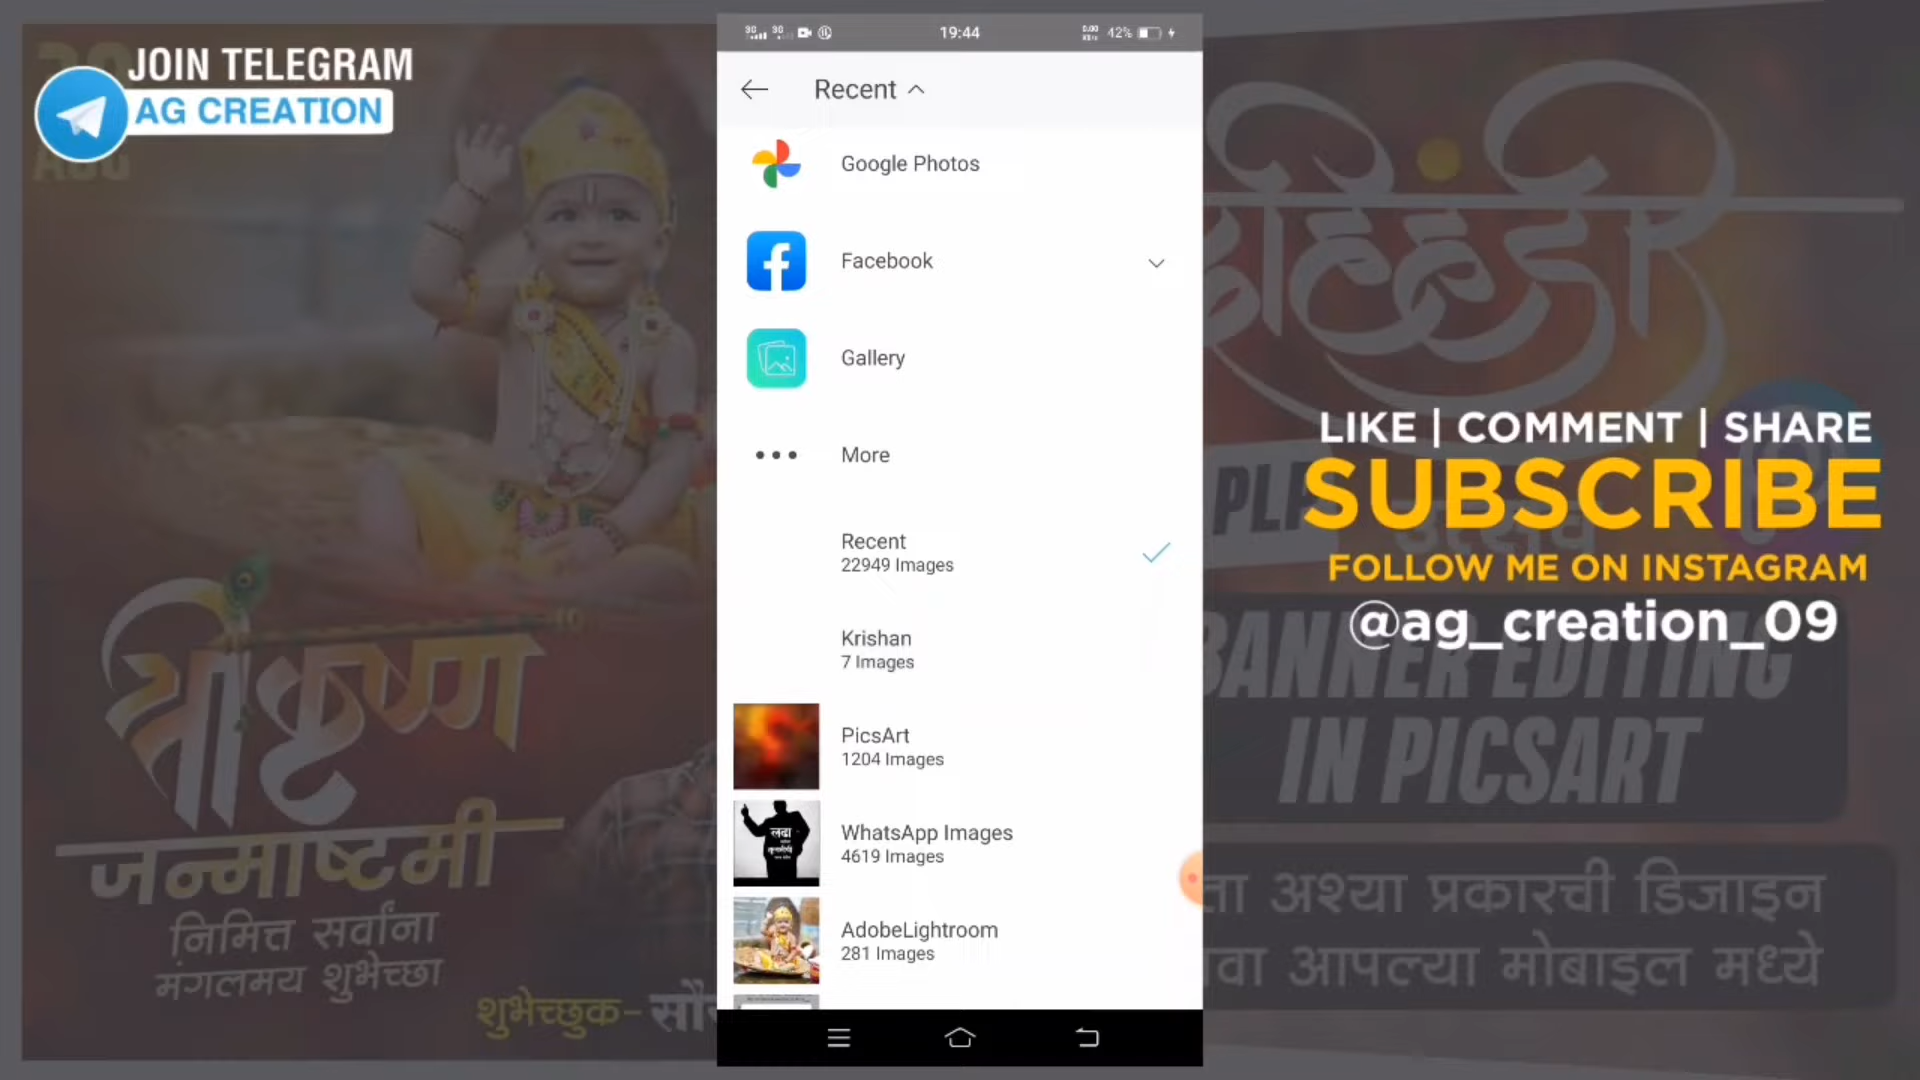 JOIN TELEGRAM
AG CREATION
19:44
42%
Recent
Google Photos
Facebook
Gallery
More
Recent
22949 Images
Krishan
7 Images
PicsArt
1204 Images
WhatsApp Images
4619 Images
AdobeLightroom
281 Images
LIKE | COMMENT | SHARE
SUBSCRIBE
FOLLOW ME ON INSTAGRAM
@ag_creation_09
उत्सव
BANNER EDITING
IN PICSART
अश्या प्रकारची डिजाइन
आपल्या मोबाइल मध्ये
श्रीकृष्ण
जन्माष्टमी
निमित्त सर्वांना
मंगलमय शुभेच्छा
शुभेच्छुक-